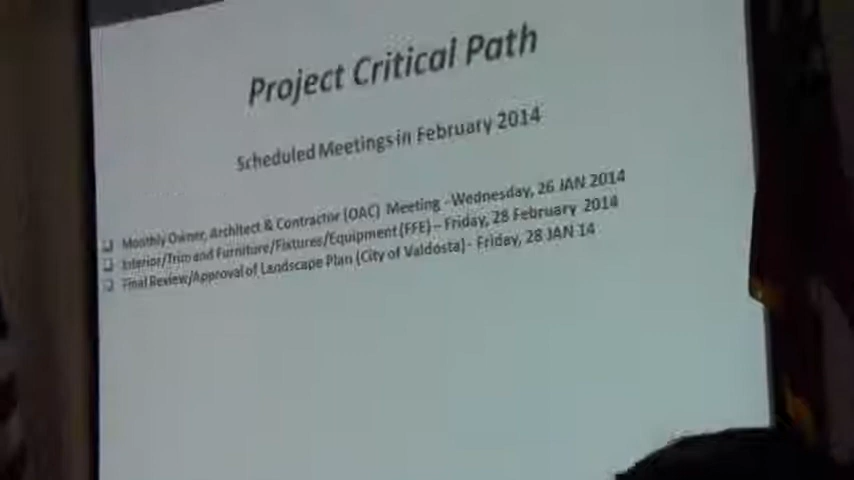 Project Critical Path
Scheduled Meetings in February 2014
Monthly Owner, Architect & Contractor (OAC) Meeting - Wednesday, 26 JAN 2014
Interior/Trim and Furniture/Fixtures/Equipment (FFE) – Friday, 28 February 2014
Final Review/Approval of Landscape Plan (City of Valdosta) - Friday, 28 JAN 14